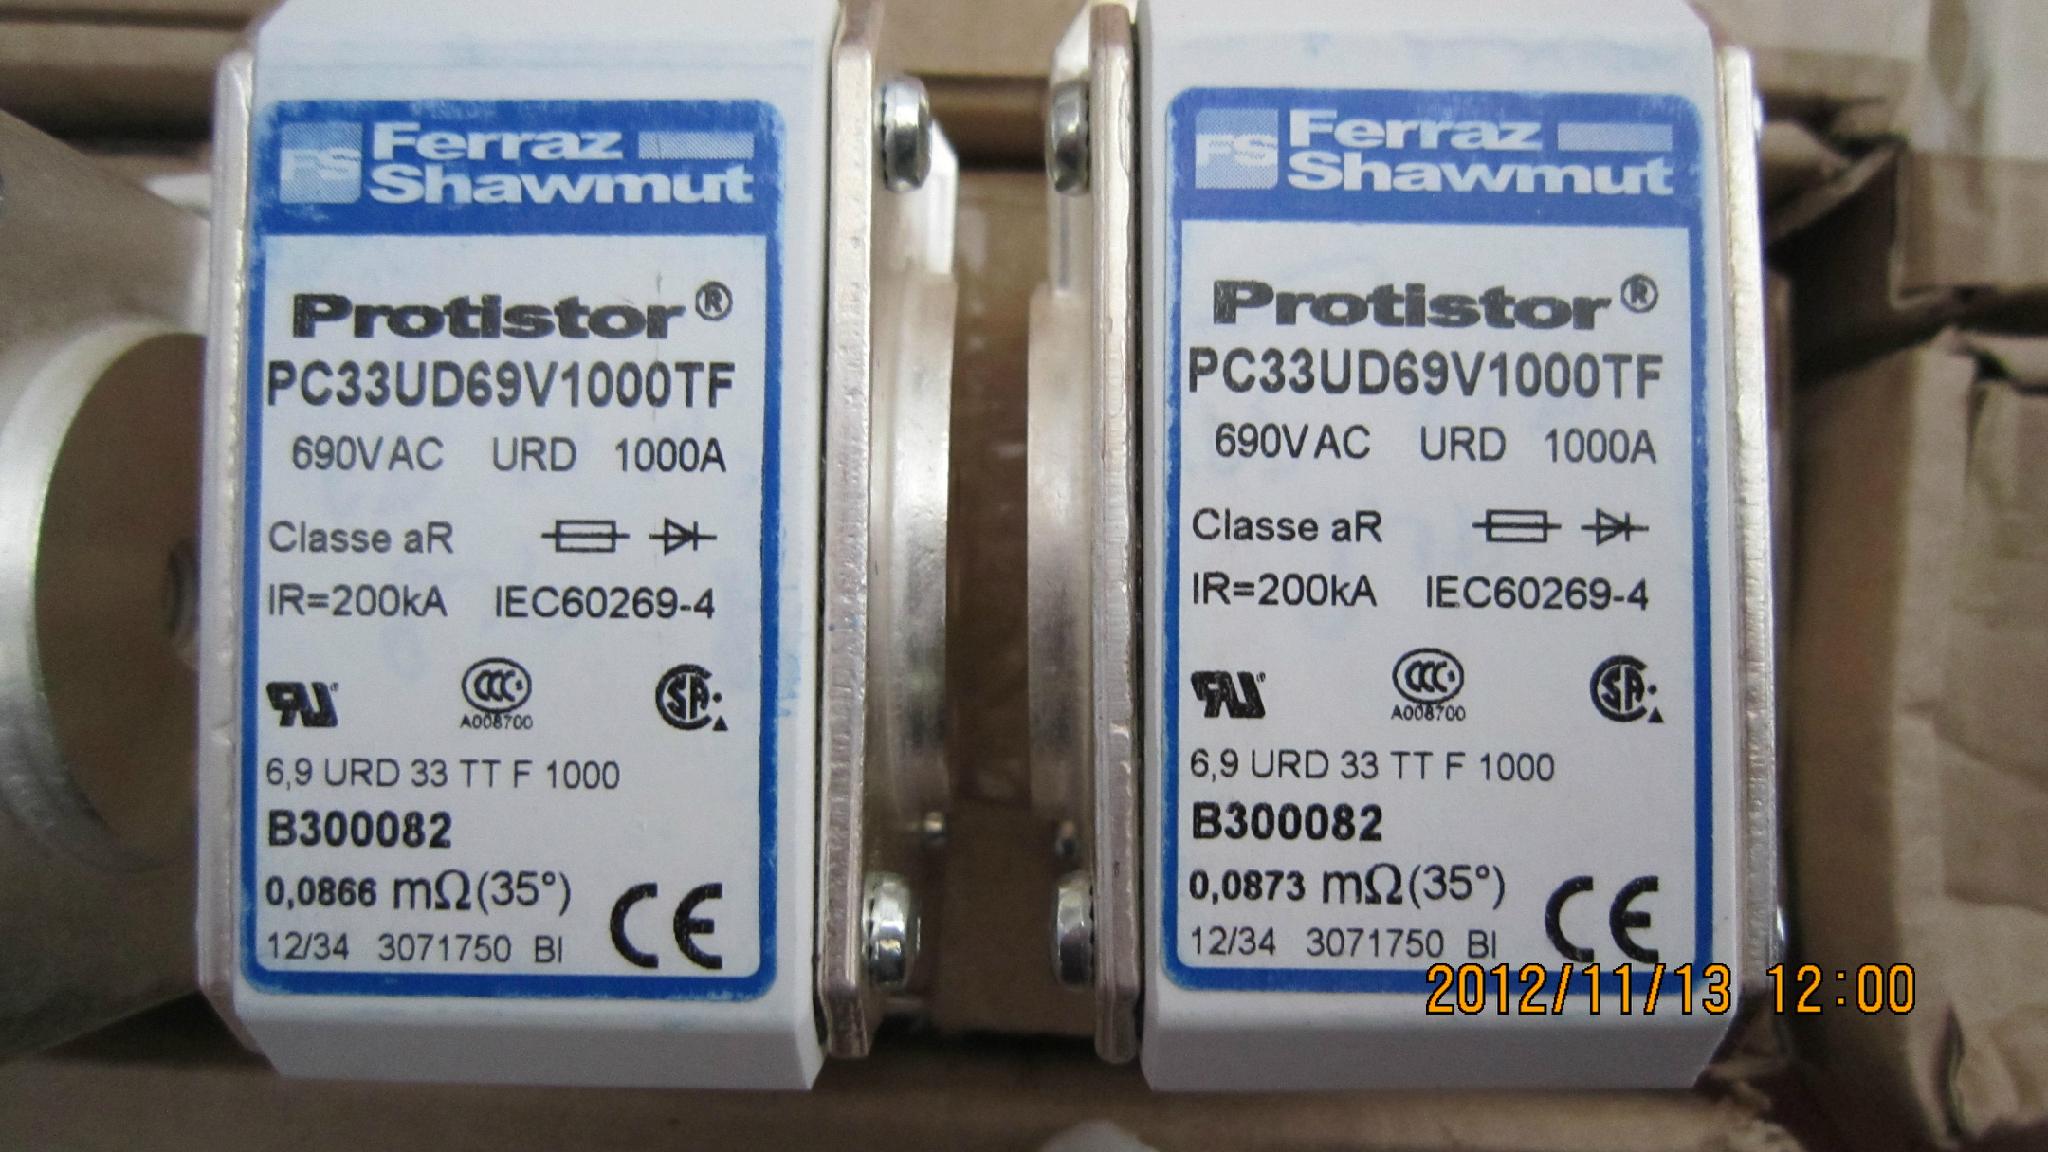 FS Ferraz
Shawmut
Protistor®
PC33UD69V1000TF
690VAC URD 1000A
Classe aR
IR=200kA IEC60269-4
CCC
A008700
6,9 URD 33 TT F 1000
B300082
0,0866 mΩ(35°)
12/34 3071750 BI CE
FS Ferraz
Shawmut
Protistor®
PC33UD69V1000TF
690VAC URD 1000A
Classe aR
IR=200kA IEC60269-4
CCC
A008700
6,9 URD 33 TT F 1000
B300082
0,0873 mΩ(35°)
12/34 3071750 BI CE
2012/11/13 12:00